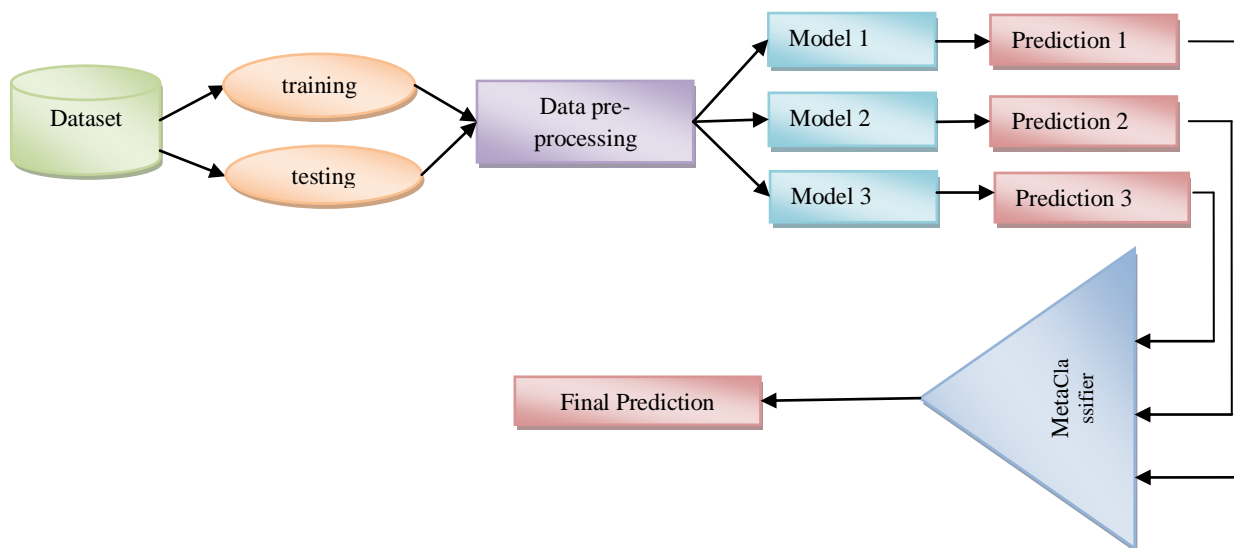 Dataset
training
testing
Data pre-
processing
Model 1
Prediction 1
Model 2
Prediction 2
Model 3
Prediction 3
MetaCla
ssifier
Final Prediction